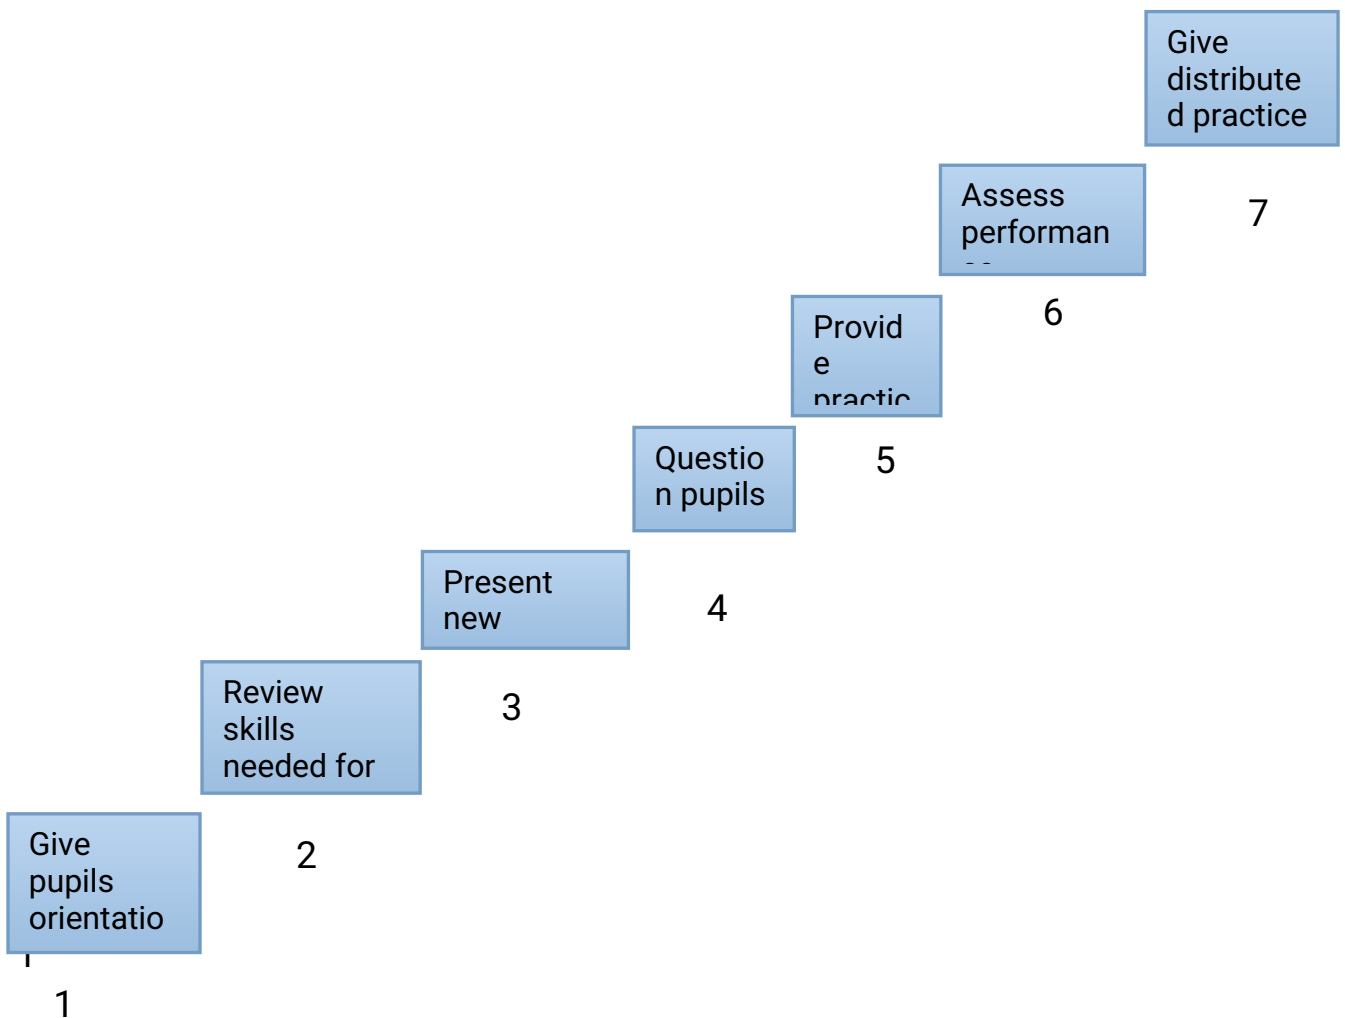 Give
pupils
orientatio
1
Review
skills
needed for
2
Present
new
3
Questio
n pupils
4
Provid
e
practic
5
Assess
performan
6
Give
distribute
d practice
7